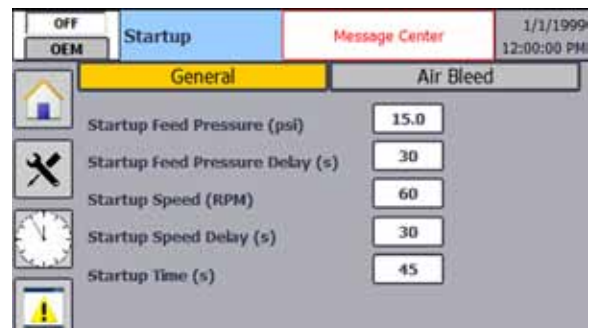 OFF
OEM
Startup
Message Center
1/1/1999
12:00:00 PM
General
Air Bleed
Startup Feed Pressure (psi) 15.0
Startup Feed Pressure Delay (s) 30
Startup Speed (RPM) 60
Startup Speed Delay (s) 30
Startup Time (s) 45